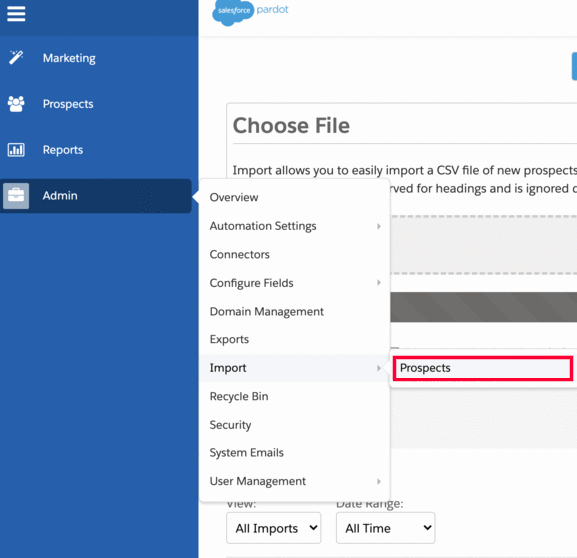 salesforce pardot
Marketing
Prospects
Reports
Admin
Choose File
Import allows you to easily import a CSV file of new prospects
rved for headings and is ignored
Overview
Automation Settings
Connectors
Configure Fields
Domain Management
Exports
Import
Prospects
Recycle Bin
Security
System Emails
User Management
View:
Date Range:
All Imports
All Time